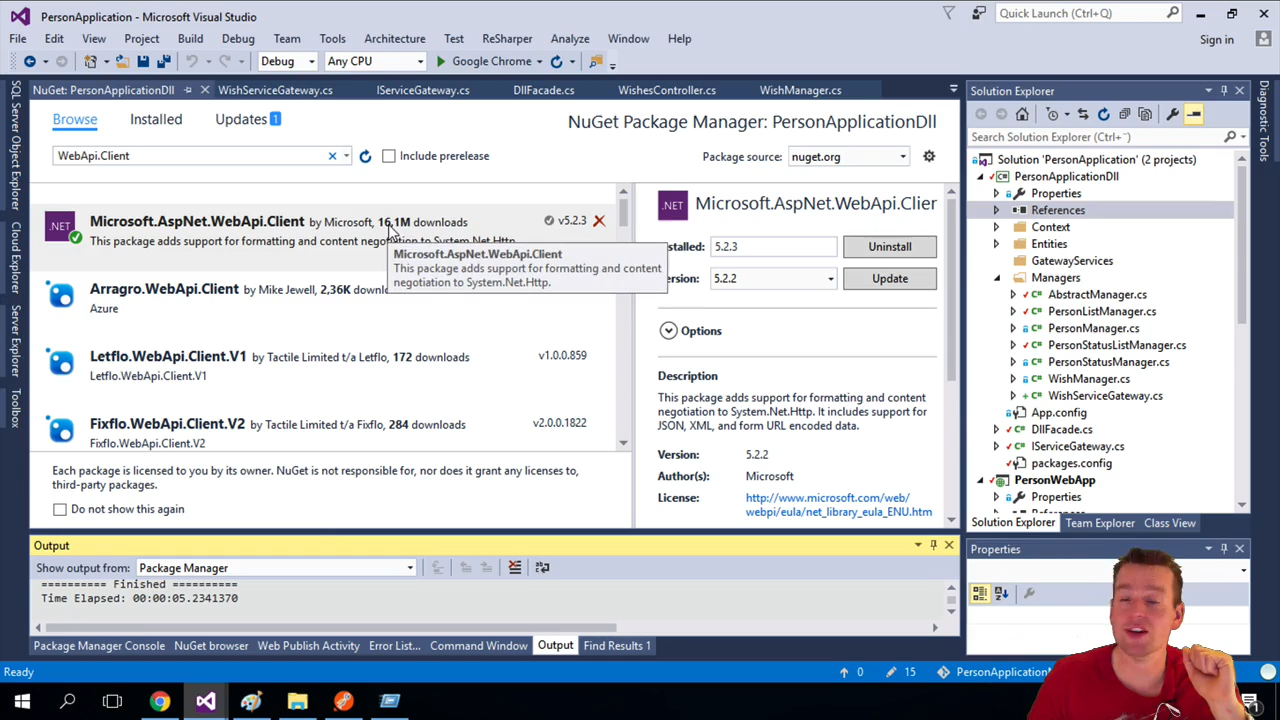 PersonApplication - Microsoft Visual Studio
Quick Launch (Ctrl+Q)
File Edit View Project Build Debug Team Tools Architecture Test ReSharper Analyze Window Help
Sign in
Debug Any CPU Google Chrome
NuGet: PersonApplicationDll WishServiceGateway.cs IServiceGateway.cs DllFacade.cs WishesController.cs WishManager.cs
Browse Installed Updates 1
NuGet Package Manager: PersonApplicationDll
WebApi.Client
Include prerelease
Package source: nuget.org
Microsoft.AspNet.WebApi.Client by Microsoft, 16.1M downloads v5.2.3
This package adds support for formatting and content negotiation to System.Net.Http.
Microsoft.AspNet.WebApi.Client
This package adds support for formatting and content
negotiation to System.Net.Http.
Arragro.WebApi.Client by Mike Jewell, 2.36K
Azure
Letflo.WebApi.Client.V1 by Tactile Limited t/a Letflo, 172 downloads v1.0.0.859
Letflo.WebApi.Client.V1
Fixflo.WebApi.Client.V2 by Tactile Limited t/a Fixflo, 284 downloads v2.0.0.1822
Fixflo.WebApi.Client.V2
Each package is licensed to you by its owner. NuGet is not responsible for, nor does it grant any licenses to,
third-party packages.
Do not show this again
.NET Microsoft.AspNet.WebApi.Clier
5.2.3 Uninstall
5.2.2 Update
Options
Description
This package adds support for formatting and content
negotiation to System.Net.Http. It includes support for
JSON, XML, and form URL encoded data.
Version: 5.2.2
Author(s): Microsoft
License: http://www.microsoft.com/web/
webpi/eula/net_library_eula_ENU.htm
Output
Show output from: Package Manager
========== Finished ==========
Time Elapsed: 00:00:05.2341370
Package Manager Console NuGet browser Web Publish Activity Error List... Command Window Output Find Results 1
Solution Explorer
Search Solution Explorer (Ctrl+¨)
Solution 'PersonApplication' (2 projects)
PersonApplicationDll
Properties
References
Context
Entities
GatewayServices
Managers
AbstractManager.cs
PersonListManager.cs
PersonManager.cs
PersonStatusListManager.cs
PersonStatusManager.cs
WishManager.cs
WishServiceGateway.cs
App.config
DllFacade.cs
IServiceGateway.cs
packages.config
PersonWebApp
Properties
Solution Explorer Team Explorer Class View
Properties
SQL Server Object Explorer
Cloud Explorer
Server Explorer
Toolbox
Diagnostic Tools
Ready
0 15